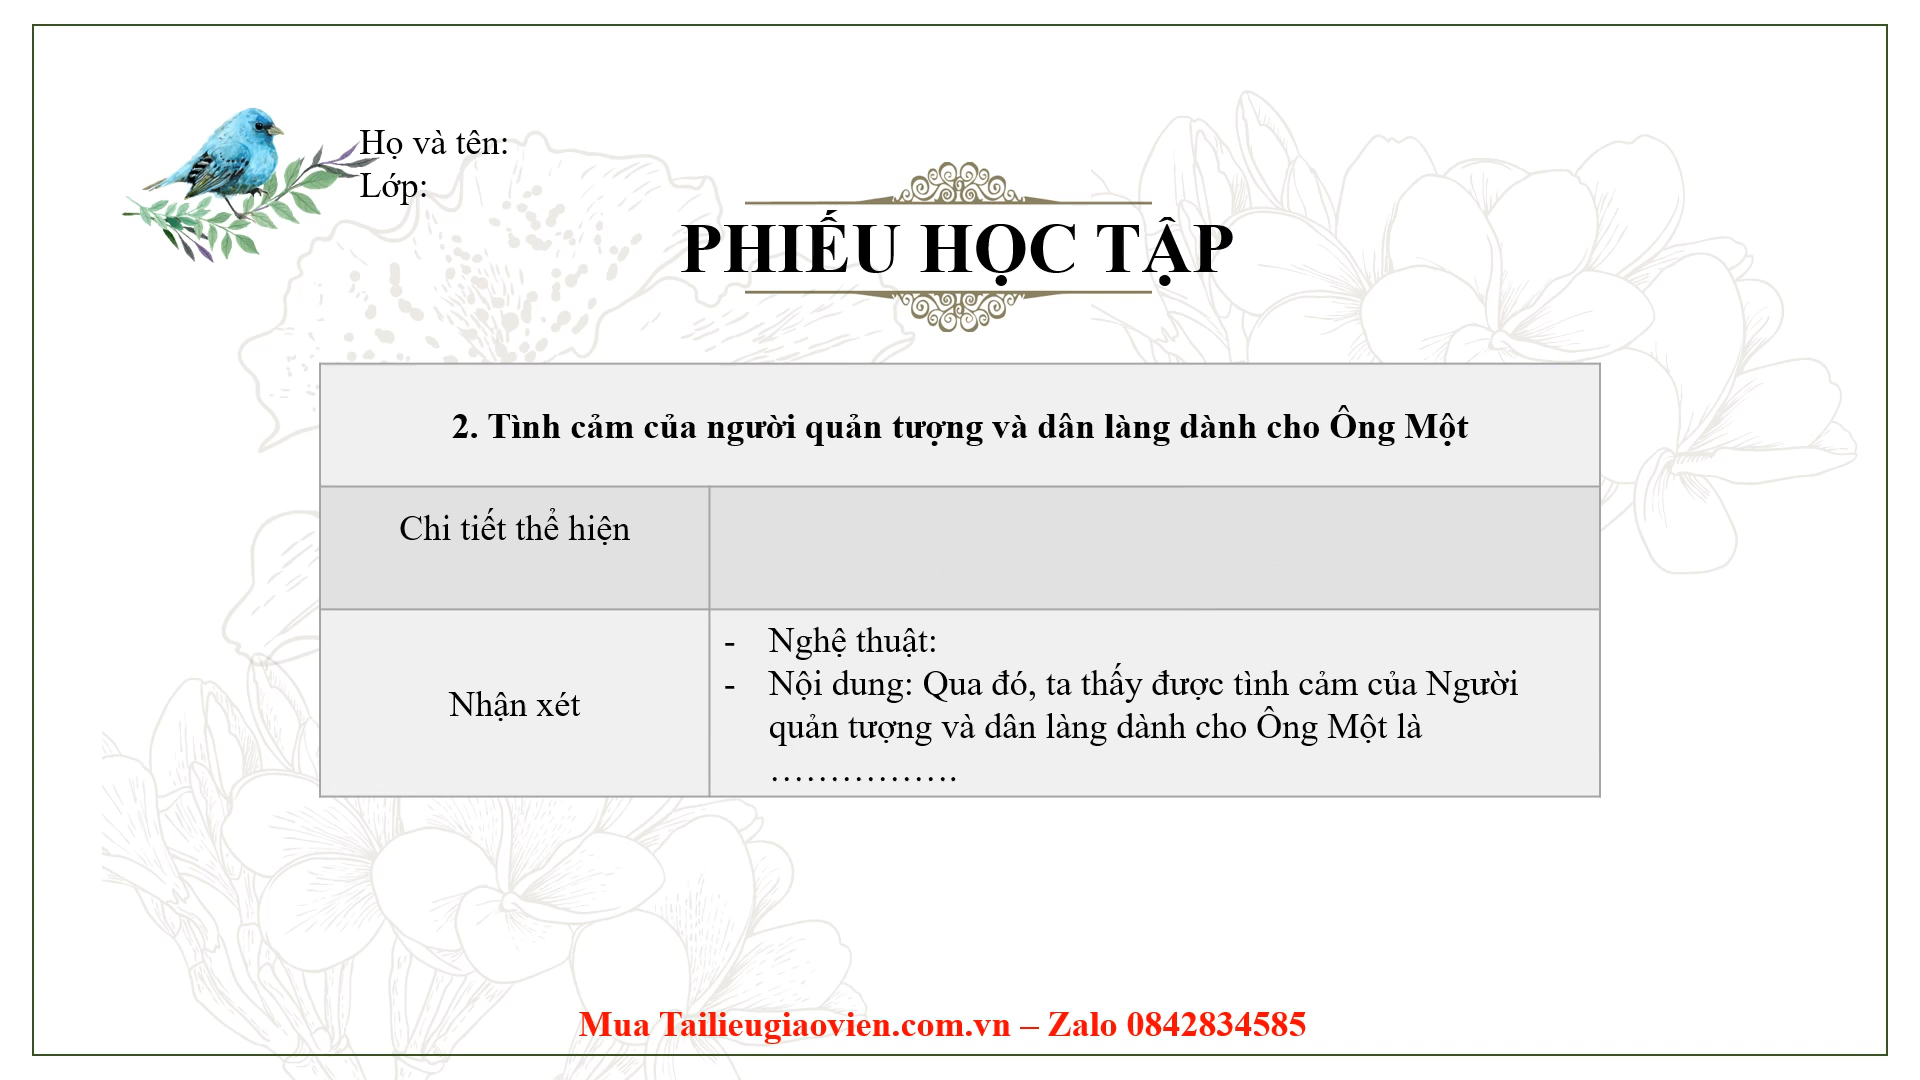 Họ và tên:
Lớp:
PHIẾU HỌC TẬP
2. Tình cảm của người quản tượng và dân làng dành cho Ông Một
Chi tiết thể hiện
Nhận xét
- Nghệ thuật:
- Nội dung: Qua đó, ta thấy được tình cảm của Người
quản tượng và dân làng dành cho Ông Một là
…………….
Mua Tailieugiaovien.com.vn – Zalo 0842834585